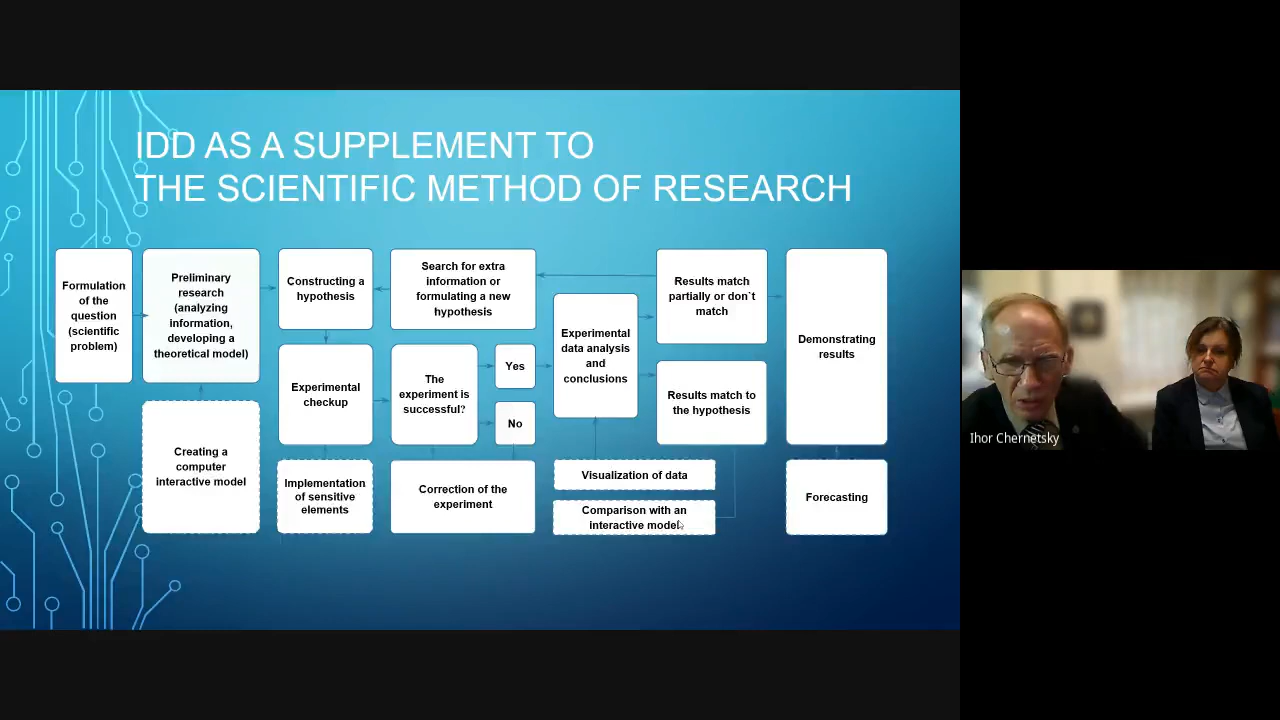 IDD AS A SUPPLEMENT TO
THE SCIENTIFIC METHOD OF RESEARCH
Formulation
of the
question
(scientific
problem)
Preliminary
research
(analyzing
information,
developing a
theoretical model)
Creating a
computer
interactive model
Constructing a
hypothesis
Experimental
checkup
Implementation
of sensitive
elements
Search for extra
information or
formulating a new
hypothesis
The
experiment is
successful?
Yes
No
Correction of the
experiment
Experimental
data analysis
and
conclusions
Visualization of data
Comparison with an
interactive model
Results match
partially or don`t
match
Results match to
the hypothesis
Demonstrating
results
Forecasting
Ihor Chernetsky